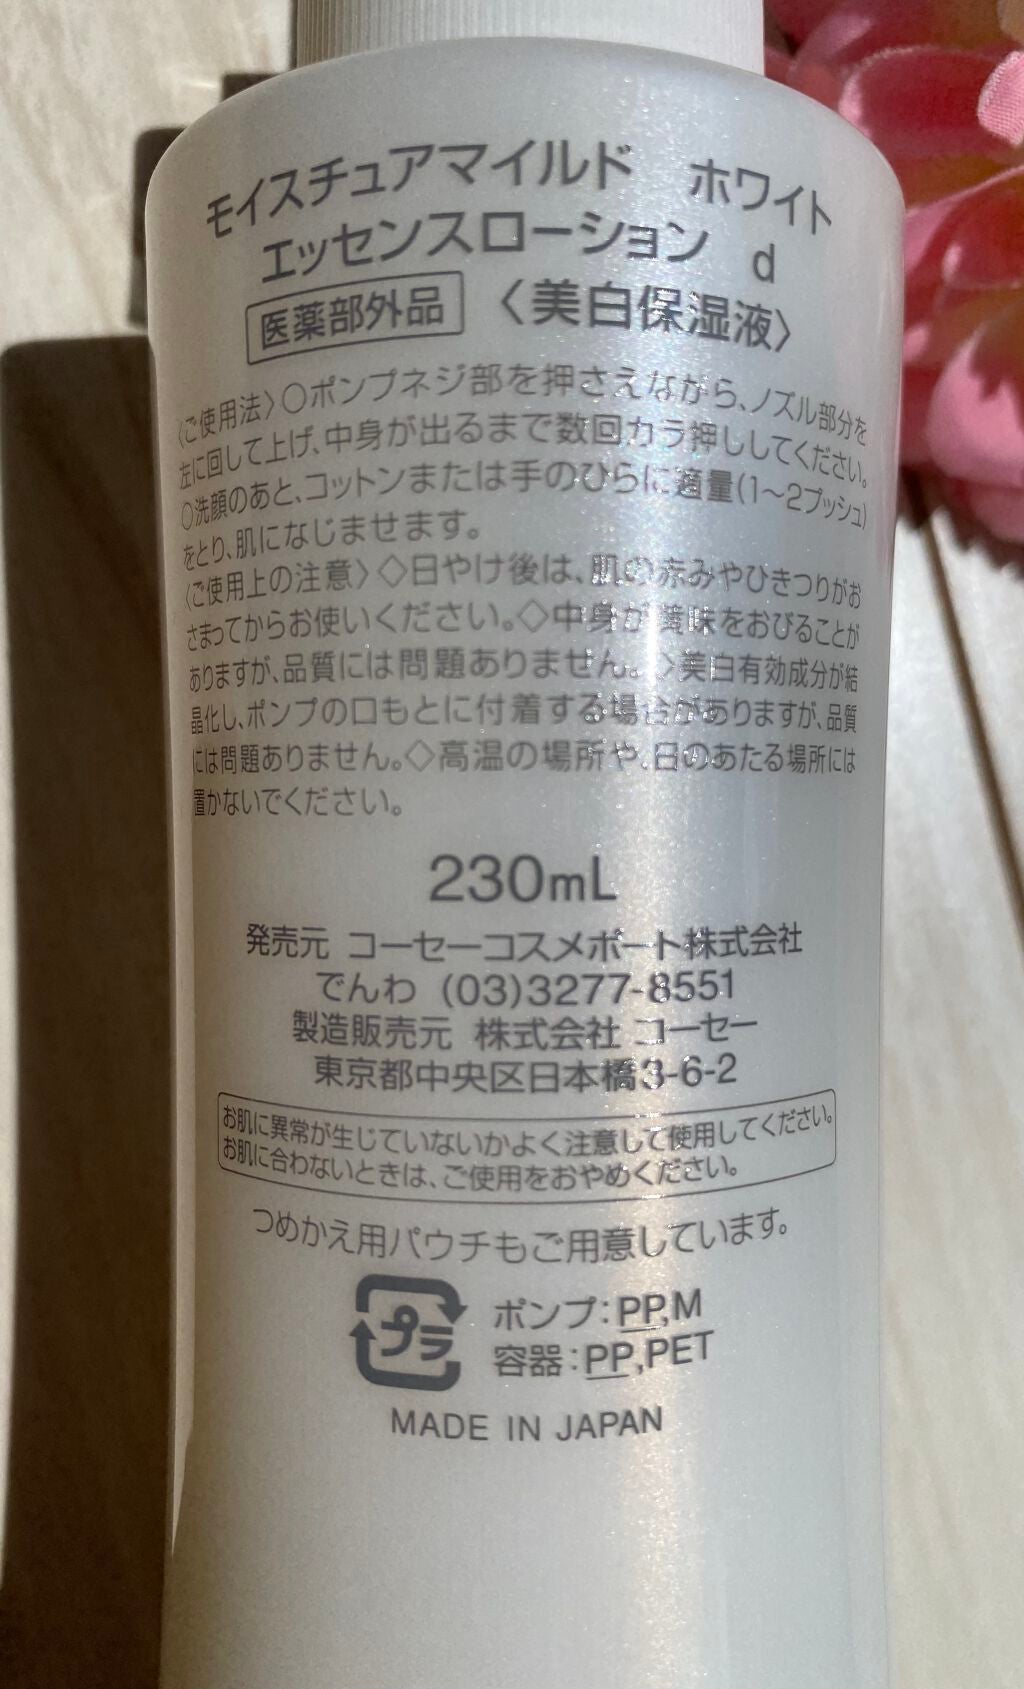 モイスチュアマイルド ホワイト
エッセンスローション d
医薬部外品 〈美白保湿液〉
〈ご使用法〉○ポンプネジ部を押さえながら、ノズル部分を
左に回して上げ、中身が出るまで数回カラ押ししてください。
○洗顔のあと、コットンまたは手のひらに適量(1〜2プッシュ)
をとり、肌になじませます。
〈ご使用上の注意〉◇日やけ後は、肌の赤みやひきつりがお
さまってからお使いください。◇中身が黄味をおびることが
ありますが、品質には問題ありません。◇美白有効成分が結
晶化し、ポンプの口もとに付着する場合がありますが、品質
には問題ありません。◇高温の場所や、日のあたる場所には
置かないでください。
230mL
発売元 コーセーコスメポート株式会社
でんわ (03)3277-8551
製造販売元 株式会社 コーセー
東京都中央区日本橋3-6-2
お肌に異常が生じていないかよく注意して使用してください。
お肌に合わないときは、ご使用をおやめください。
つめかえ用パウチもご用意しています。
プラ ポンプ:PP,M
容器:PP,PET
MADE IN JAPAN